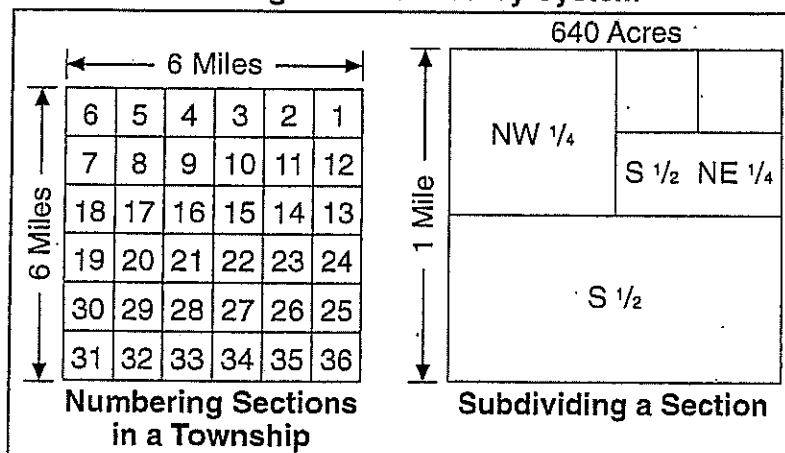 6 Miles
6 Miles
6 5 4 3 2 1
7 8 9 10 11 12
18 17 16 15 14 13
19 20 21 22 23 24
30 29 28 27 26 25
31 32 33 34 35 36
Numbering Sections
in a Township
640 Acres
1 Mile
NW 1/4
S 1/2 NE 1/4
S 1/2
Subdividing a Section